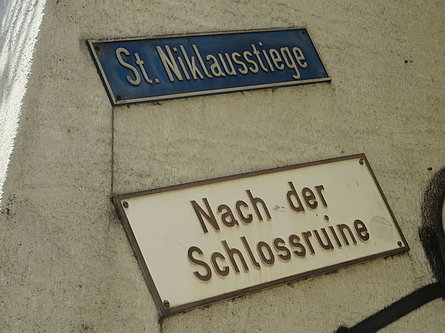 St. Niklausstiege
Nach der
Schlossruine